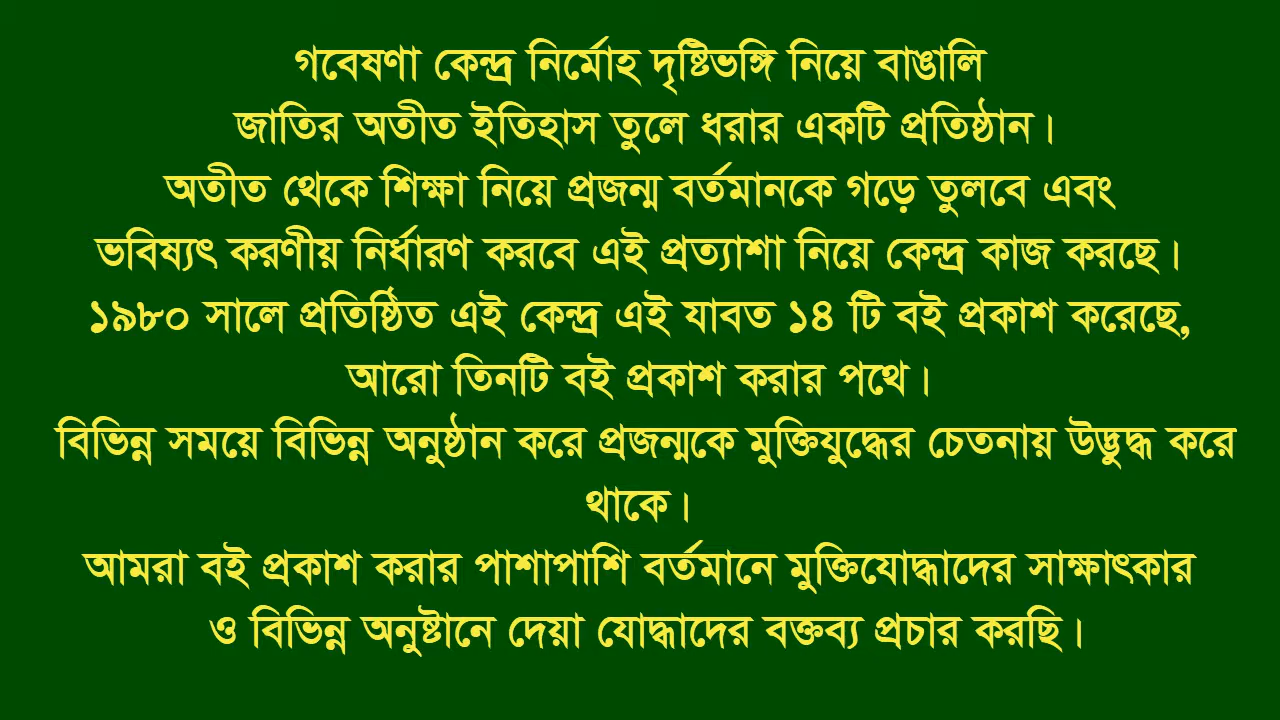 গবেষণা কেন্দ্র নির্মোহ দৃষ্টিভঙ্গি নিয়ে বাঙালি
জাতির অতীত ইতিহাস তুলে ধরার একটি প্রতিষ্ঠান।
অতীত থেকে শিক্ষা নিয়ে প্রজন্ম বর্তমানকে গড়ে তুলবে এবং
ভবিষ্যৎ করণীয় নির্ধারণ করবে এই প্রত্যাশা নিয়ে কেন্দ্র কাজ করছে।
১৯৮০ সালে প্রতিষ্ঠিত এই কেন্দ্র এই যাবত ১৪ টি বই প্রকাশ করেছে,
আরো তিনটি বই প্রকাশ করার পথে।
বিভিন্ন সময়ে বিভিন্ন অনুষ্ঠান করে প্রজন্মকে মুক্তিযুদ্ধের চেতনায় উদ্ভুদ্ধ করে
থাকে।
আমরা বই প্রকাশ করার পাশাপাশি বর্তমানে মুক্তিযোদ্ধাদের সাক্ষাৎকার
ও বিভিন্ন অনুষ্টানে দেয়া যোদ্ধাদের বক্তব্য প্রচার করছি।